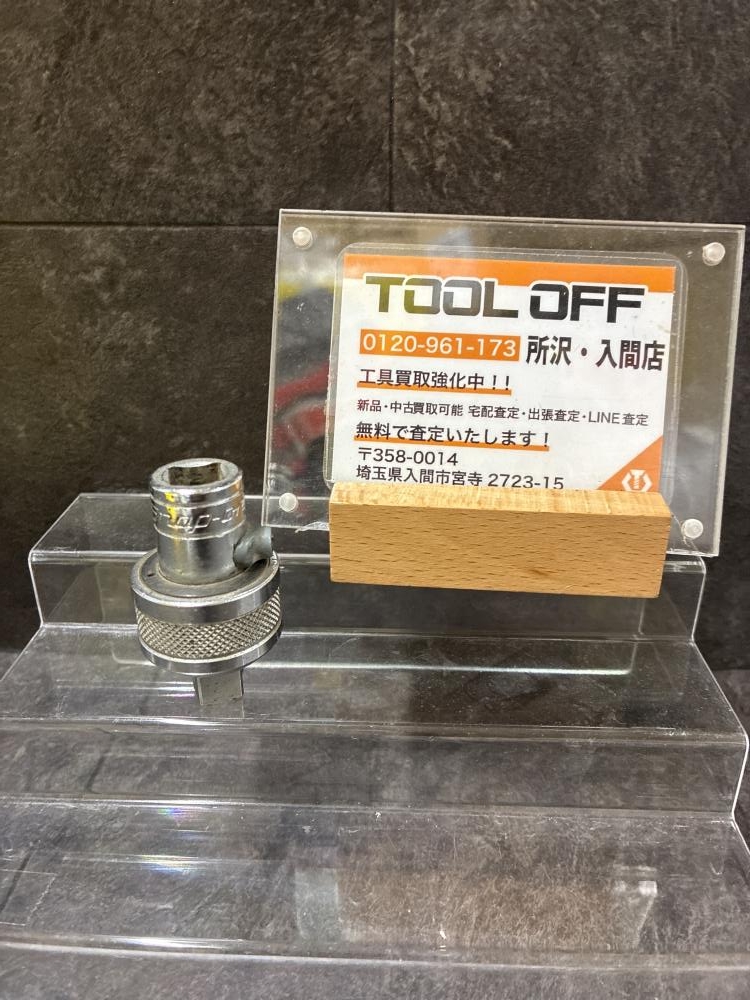 TOOL OFF
0120-961-173 所沢・入間店
工具買取強化中!!
新品・中古買取可能 宅配査定・出張査定・LINE査定
無料で査定いたします!
〒358-0014
埼玉県入間市宮寺 2723-15
Snap-on